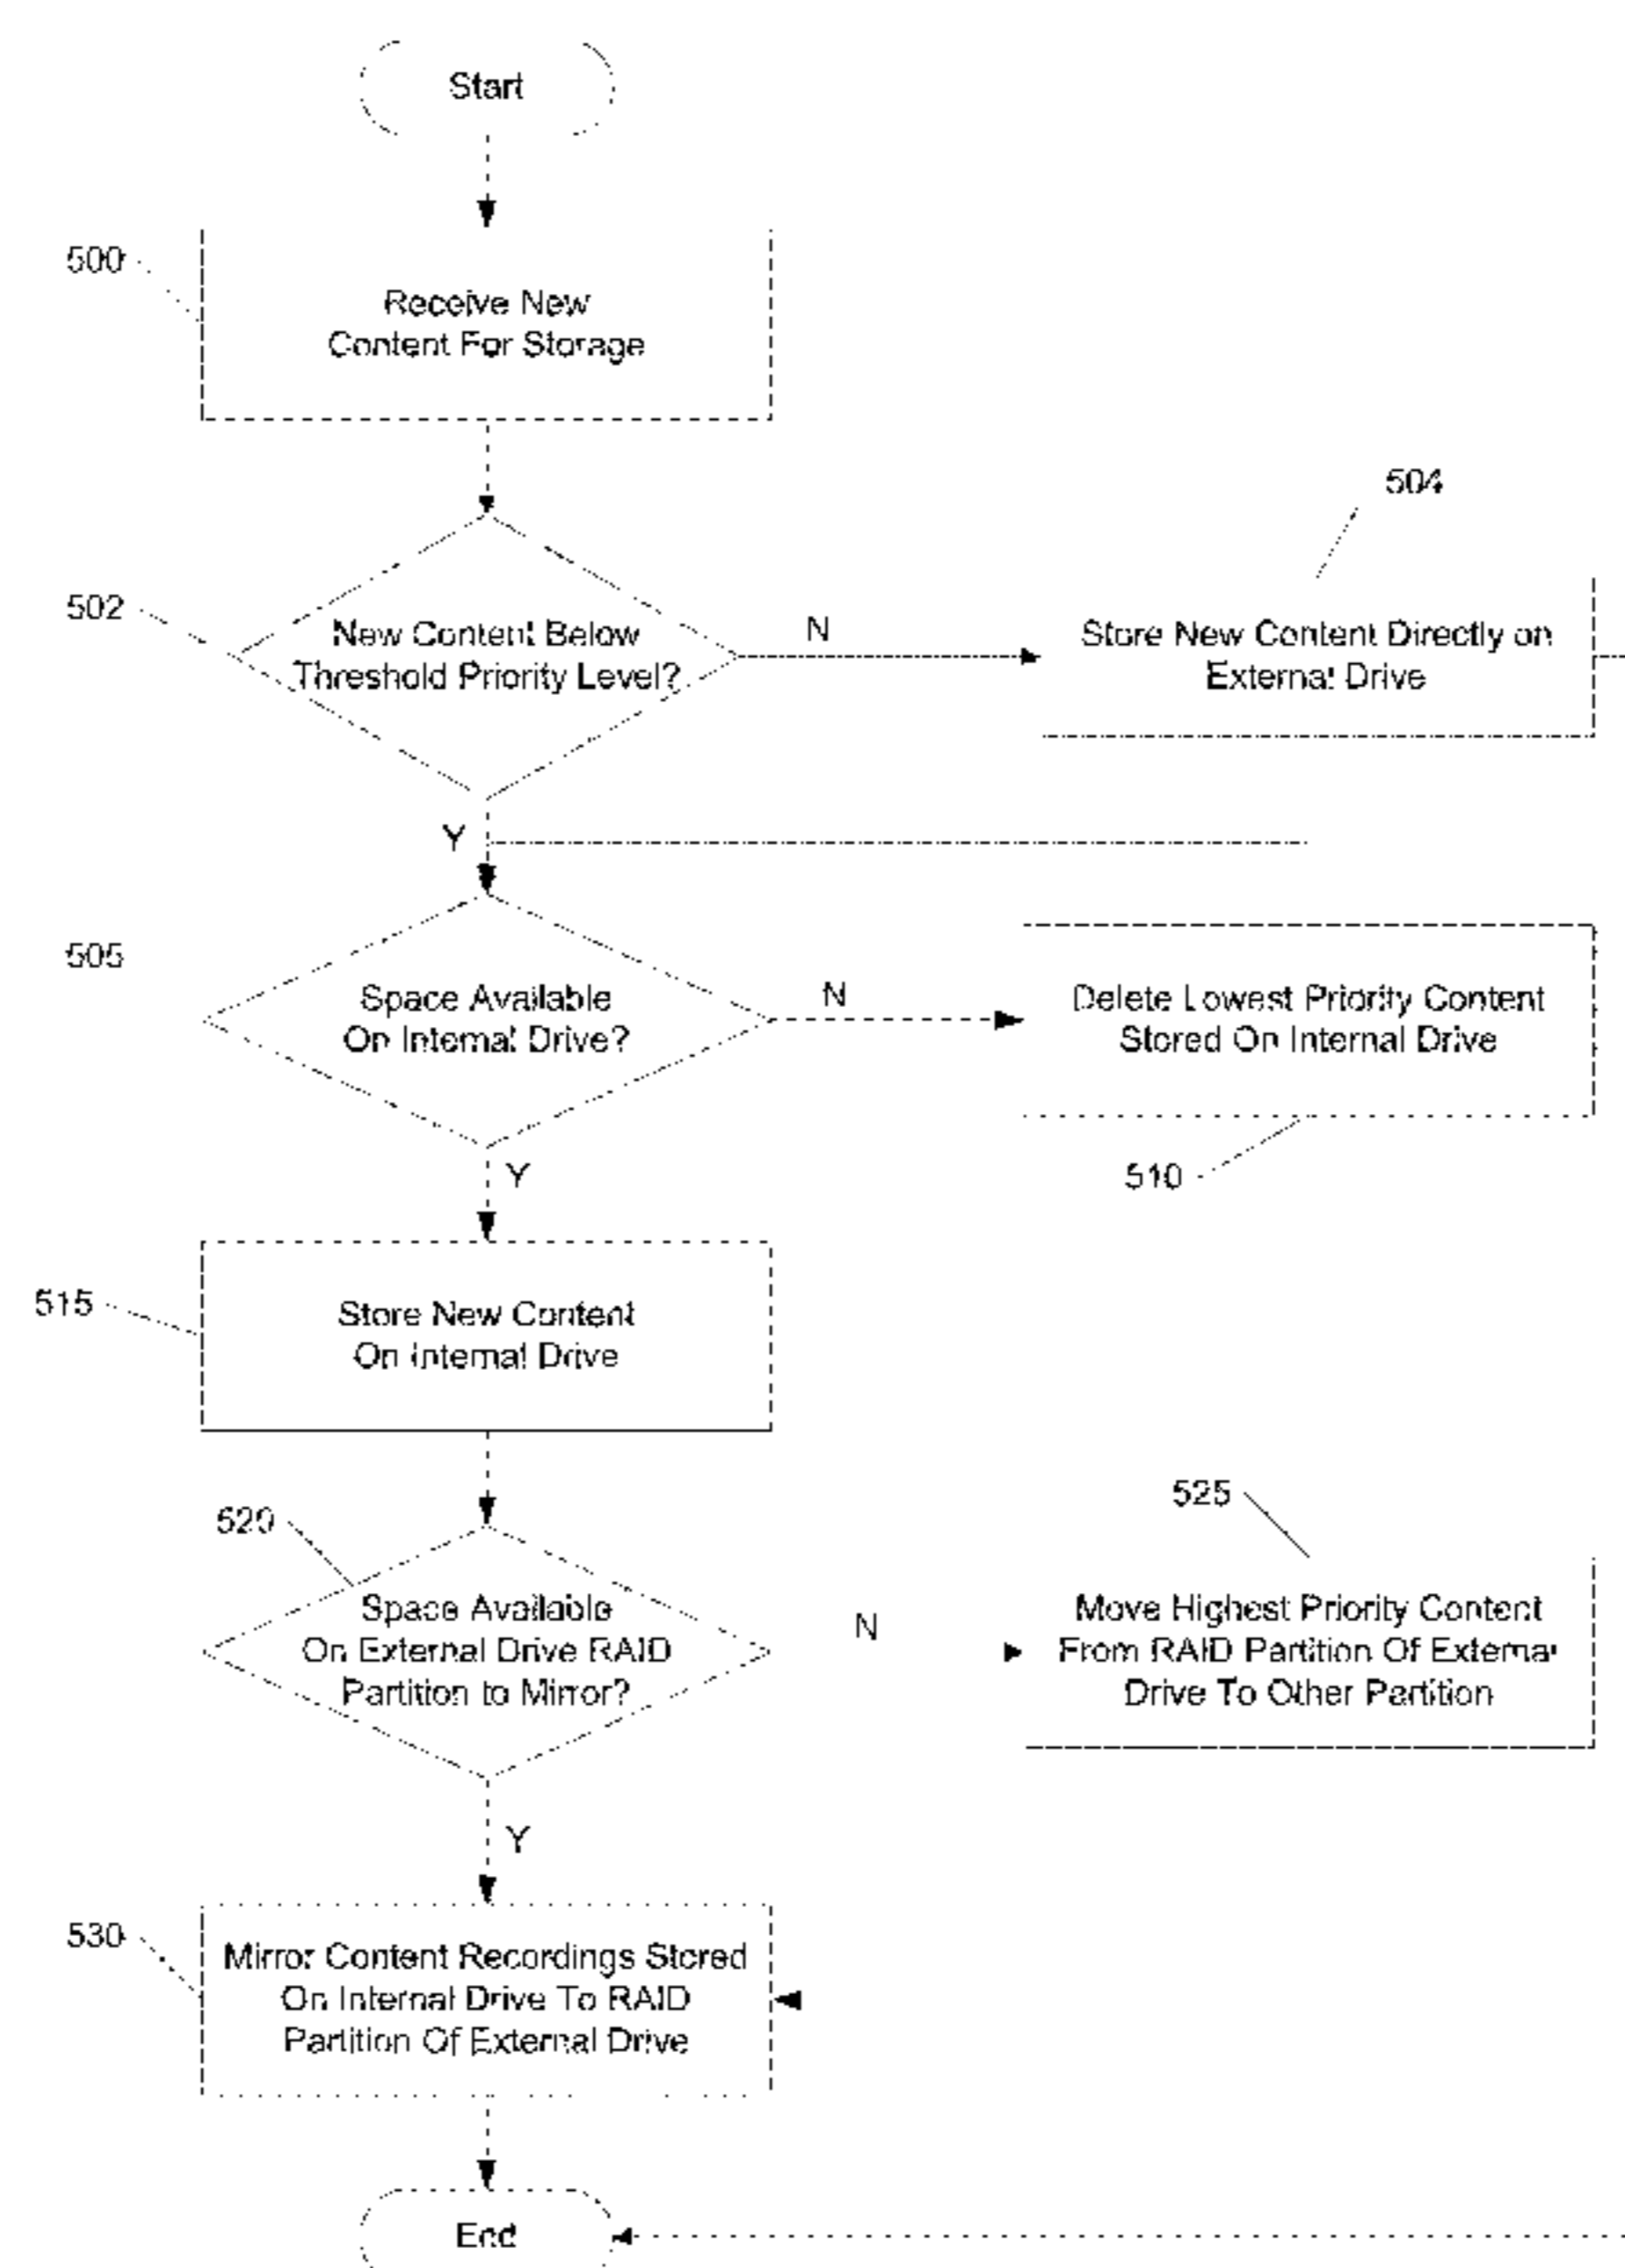 Start
500
Receive New
Content For Storage
504
502
New Content Below
Threshold Priority Level?
N
Store New Content Directly on
External Drive
Y
505
Space Available
On Internal Drive?
N
Delete Lowest Priority Content
Stored On Internal Drive
510
Y
515
Store New Content
On Internal Drive
525
520
Space Available
On External Drive RAID
Partition to Mirror?
N
Move Highest Priority Content
From RAID Partition Of External
Drive To Other Partition
Y
530
Mirror Content Recordings Stored
On Internal Drive To RAID
Partition Of External Drive
End